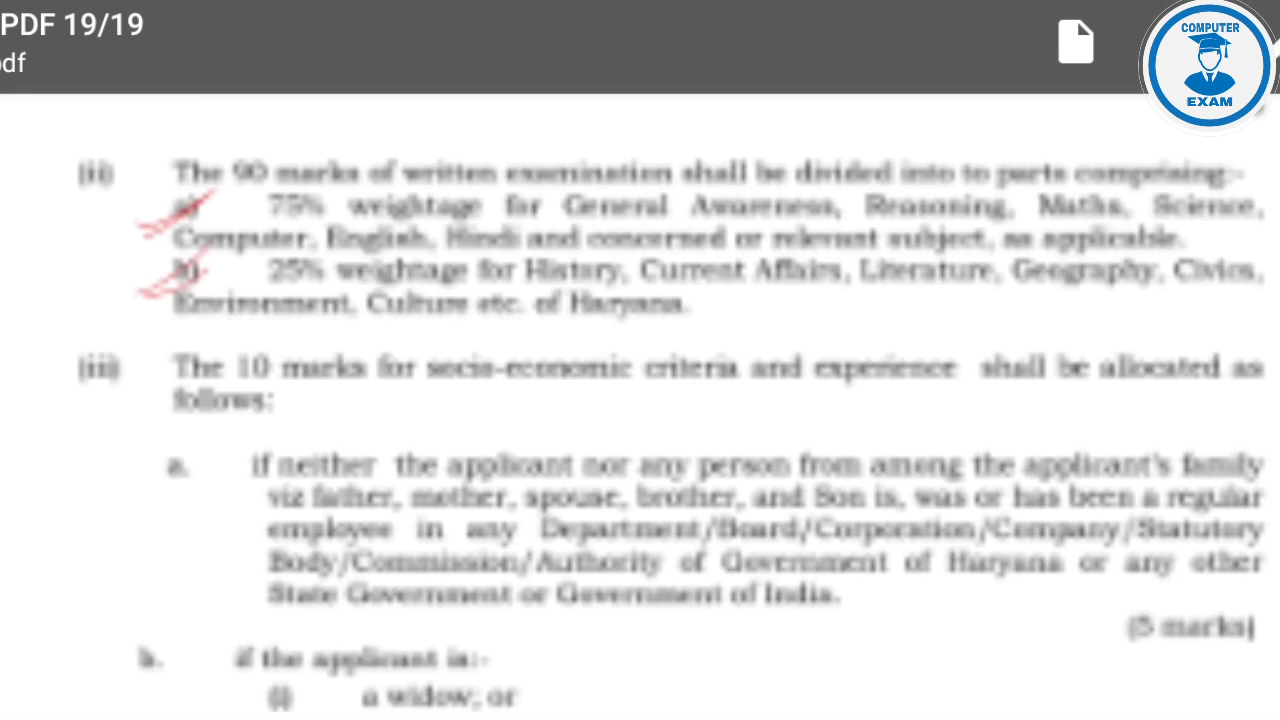 PDF 19/19
df
COMPUTER
EXAM
(ii) The 90 marks of written examination shall be divided into to parts comprising:-
a) 75% weightage for General Awareness, Reasoning, Maths, Science,
Computer, English, Hindi and concerned or relevant subject, as applicable.
b) 25% weightage for History, Current Affairs, Literature, Geography, Civics,
Environment, Culture etc. of Haryana.
(iii) The 10 marks for socio-economic criteria and experience shall be allocated as
follows:
a. if neither the applicant nor any person from among the applicant's family
viz father, mother, spouse, brother, and Son is, was or has been a regular
employee in any Department/Board/Corporation/Company/Statutory
Body/Commission/Authority of Government of Haryana or any other
State Government or Government of India.
(5 marks)
b. if the applicant is:-
(i) a widow; or